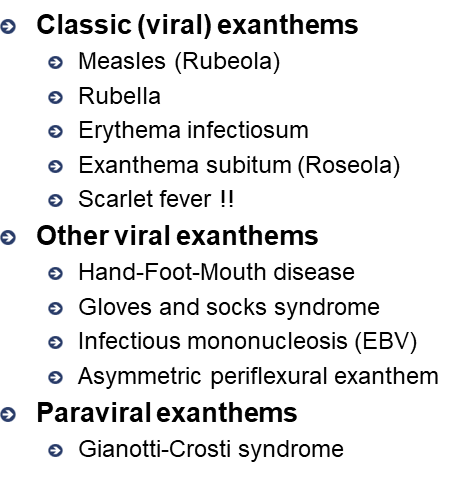 Classic (viral) exanthems
Measles (Rubeola)
Rubella
Erythema infectiosum
Exanthema subitum (Roseola)
Scarlet fever !!
Other viral exanthems
Hand-Foot-Mouth disease
Gloves and socks syndrome
Infectious mononucleosis (EBV)
Asymmetric periflexural exanthem
Paraviral exanthems
Gianotti-Crosti syndrome